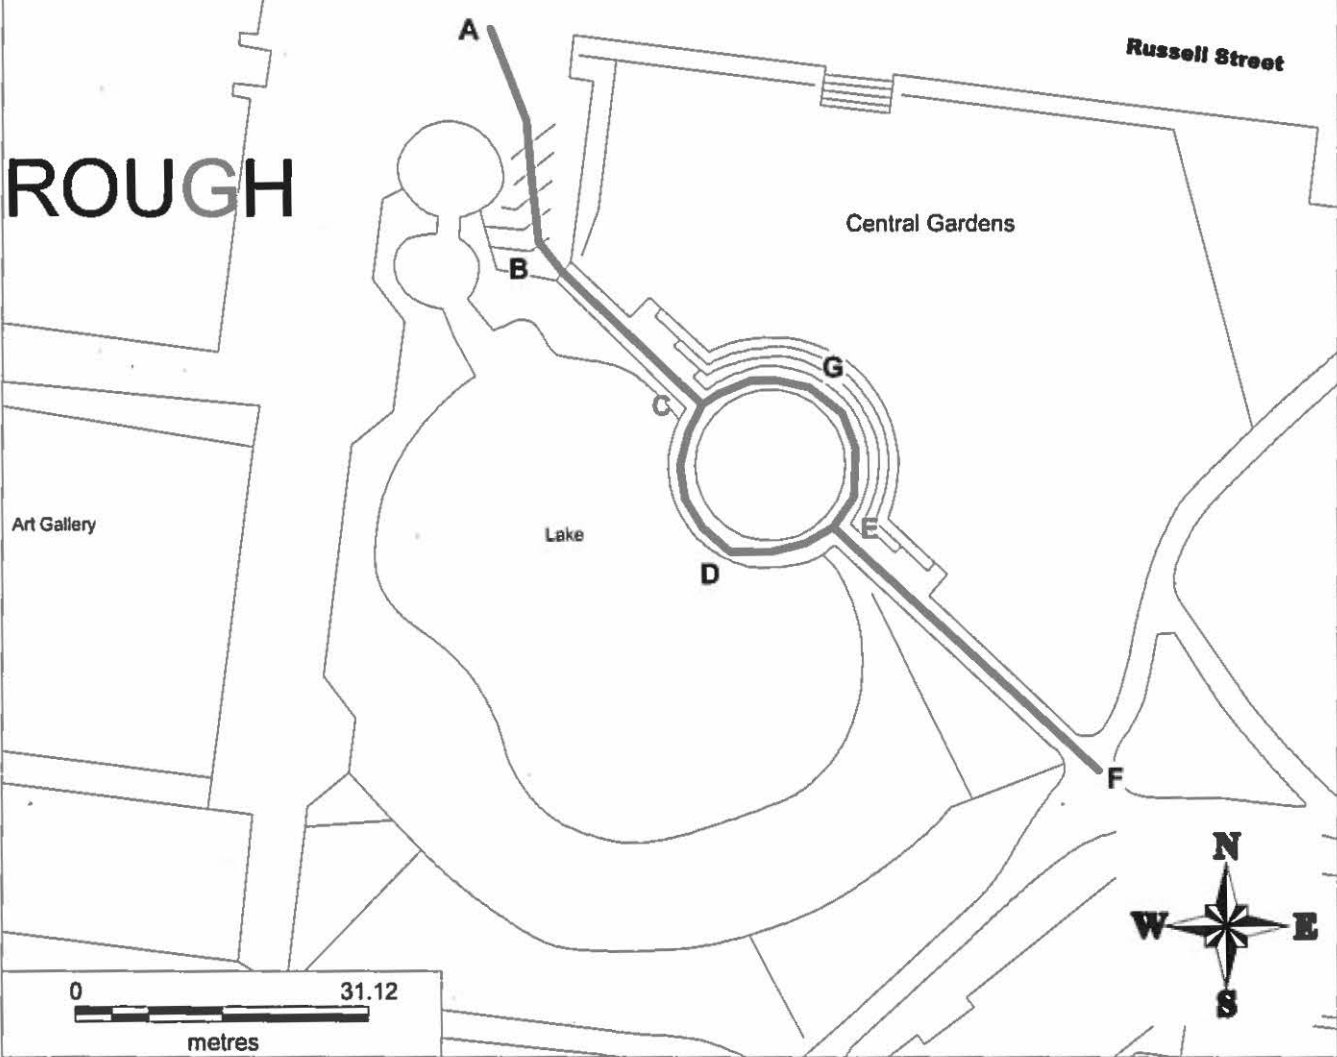 A
Russell Street
ROUGH
Central Gardens
B
G
C
Art Gallery
E
Lake
D
F
N
W E
S
0 31.12
metres